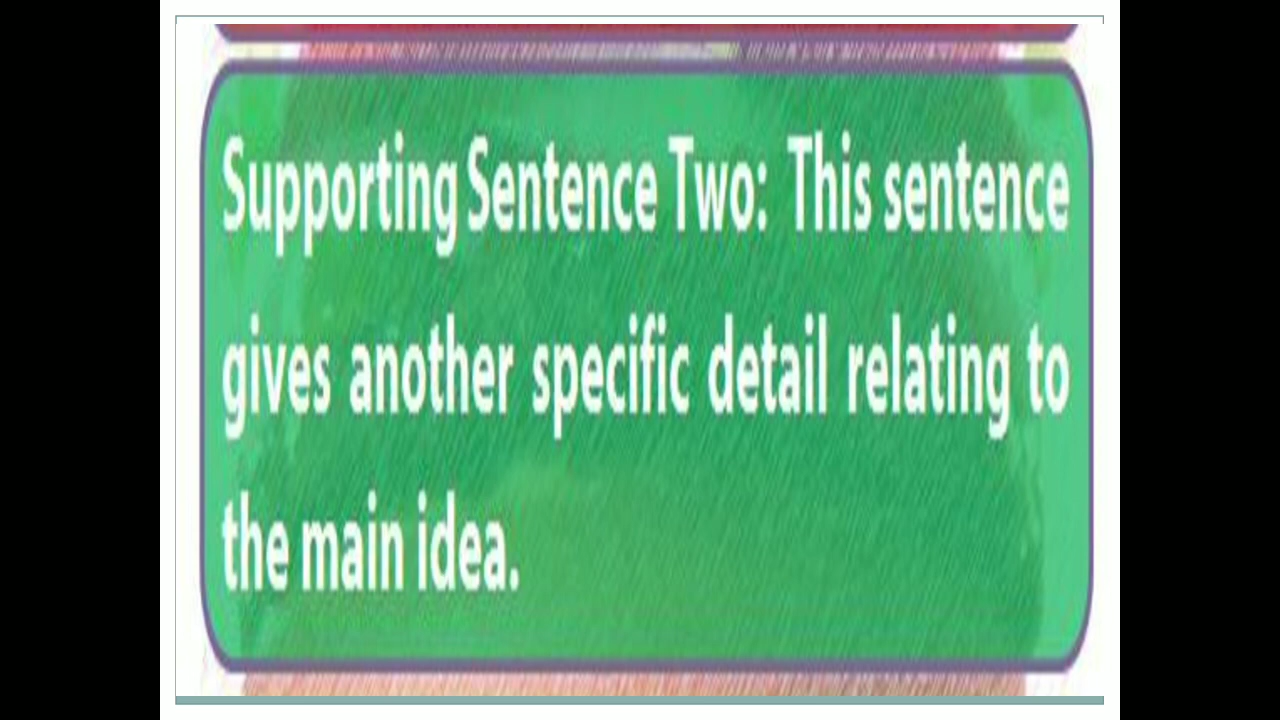 Supporting Sentence Two: This sentence
gives another specific detail relating to
the main idea.